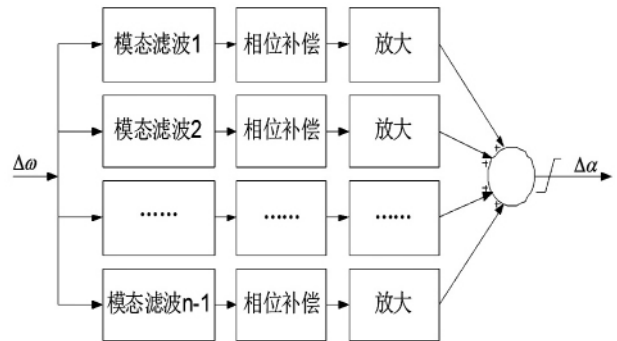 模态滤波1 相位补偿 放大
模态滤波2 相位补偿 放大
Δω
Δα
…… …… ……
模态滤波n-1 相位补偿 放大
+
+
+
+